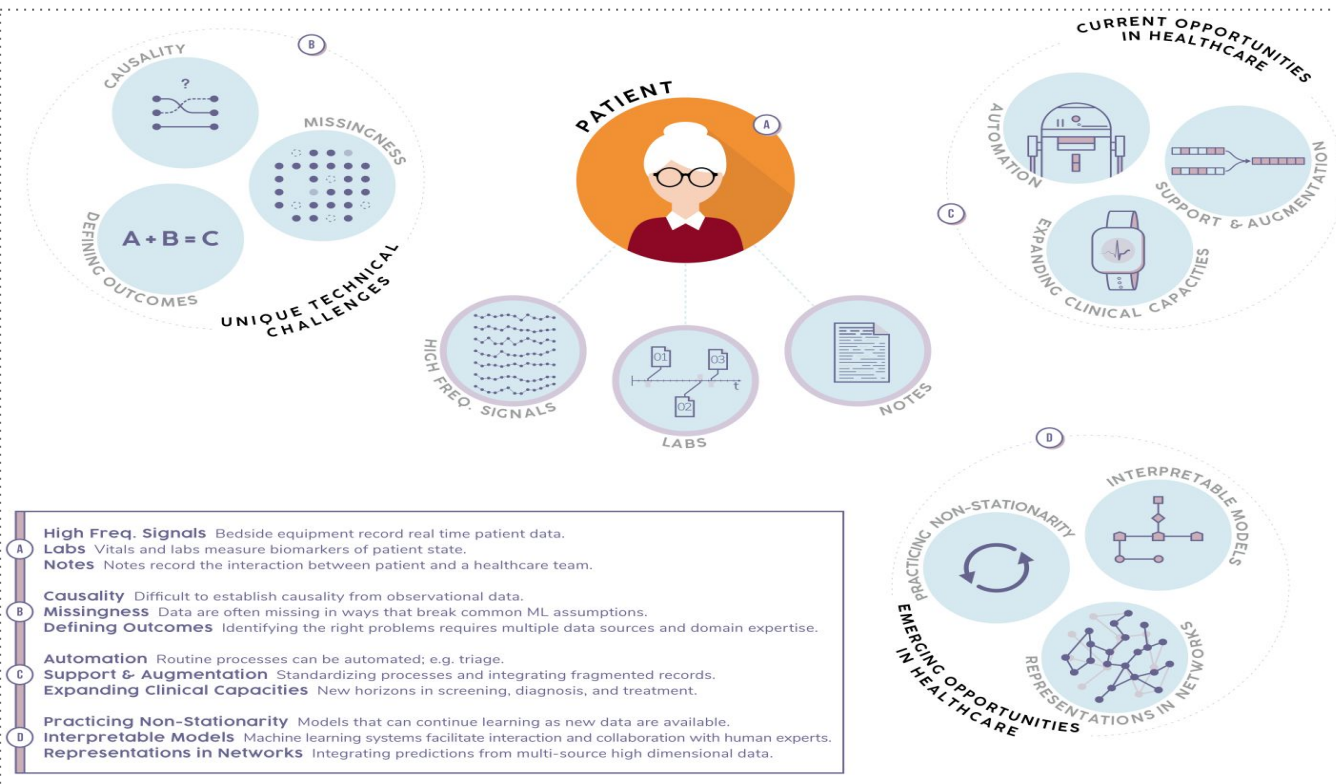 B
CAUSALITY
?
MISSINGNESS
A + B = C
DEFINING OUTCOMES
UNIQUE TECHNICAL
CHALLENGES
PATIENT
A
HIGH FREQ. SIGNALS
01
03
t
02
LABS
NOTES
CURRENT OPPORTUNITIES
IN HEALTHCARE
AUTOMATION
SUPPORT & AUGMENTATION
C
EXPANDING CLINICAL CAPACITIES
D
PRACTICING NON-STATIONARITY
INTERPRETABLE MODELS
REPRESENTATIONS IN NETWORKS
EMERGING OPPORTUNITIES
IN HEALTHCARE
High Freq. Signals Bedside equipment record real time patient data.
A Labs Vitals and labs measure biomarkers of patient state.
Notes Notes record the interaction between patient and a healthcare team.
Causality Difficult to establish causality from observational data.
B Missingness Data are often missing in ways that break common ML assumptions.
Defining Outcomes Identifying the right problems requires multiple data sources and domain expertise.
Automation Routine processes can be automated; e.g. triage.
C Support & Augmentation Standardizing processes and integrating fragmented records.
Expanding Clinical Capacities New horizons in screening, diagnosis, and treatment.
Practicing Non-Stationarity Models that can continue learning as new data are available.
D Interpretable Models Machine learning systems facilitate interaction and collaboration with human experts.
Representations in Networks Integrating predictions from multi-source high dimensional data.